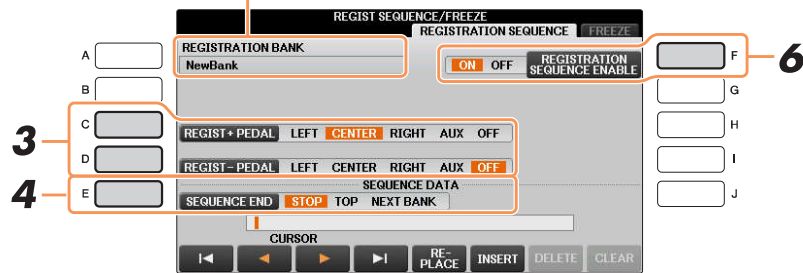 REGIST SEQUENCE/FREEZE
REGISTRATION SEQUENCE FREEZE
REGISTRATION BANK
NewBank
ON OFF REGISTRATION SEQUENCE ENABLE
A
B
C
D
E
F
G
H
I
J
6
3
4
REGIST+PEDAL LEFT CENTER RIGHT AUX OFF
REGIST-PEDAL LEFT CENTER RIGHT AUX OFF
SEQUENCE DATA
SEQUENCE END STOP TOP NEXT BANK
CURSOR
RE-
PLACE INSERT DELETE CLEAR